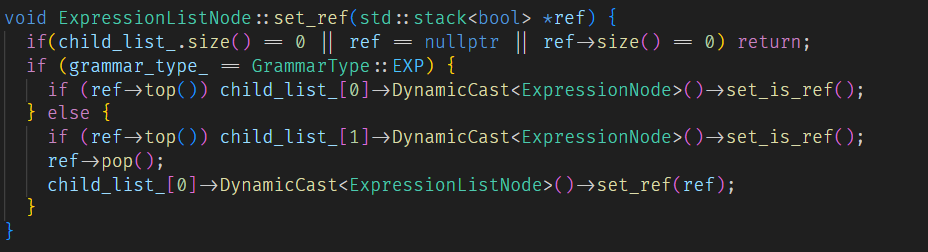 void ExpressionListNode::set_ref(std::stack<bool> *ref) {
  if(child_list_.size() == 0 || ref == nullptr || ref->size() == 0) return;
  if (grammar_type_ == GrammarType::EXP) {
    if (ref->top()) child_list_[0]->DynamicCast<ExpressionNode>()->set_is_ref();
  } else {
    if (ref->top()) child_list_[1]->DynamicCast<ExpressionNode>()->set_is_ref();
    ref->pop();
    child_list_[0]->DynamicCast<ExpressionListNode>()->set_ref(ref);
  }
}